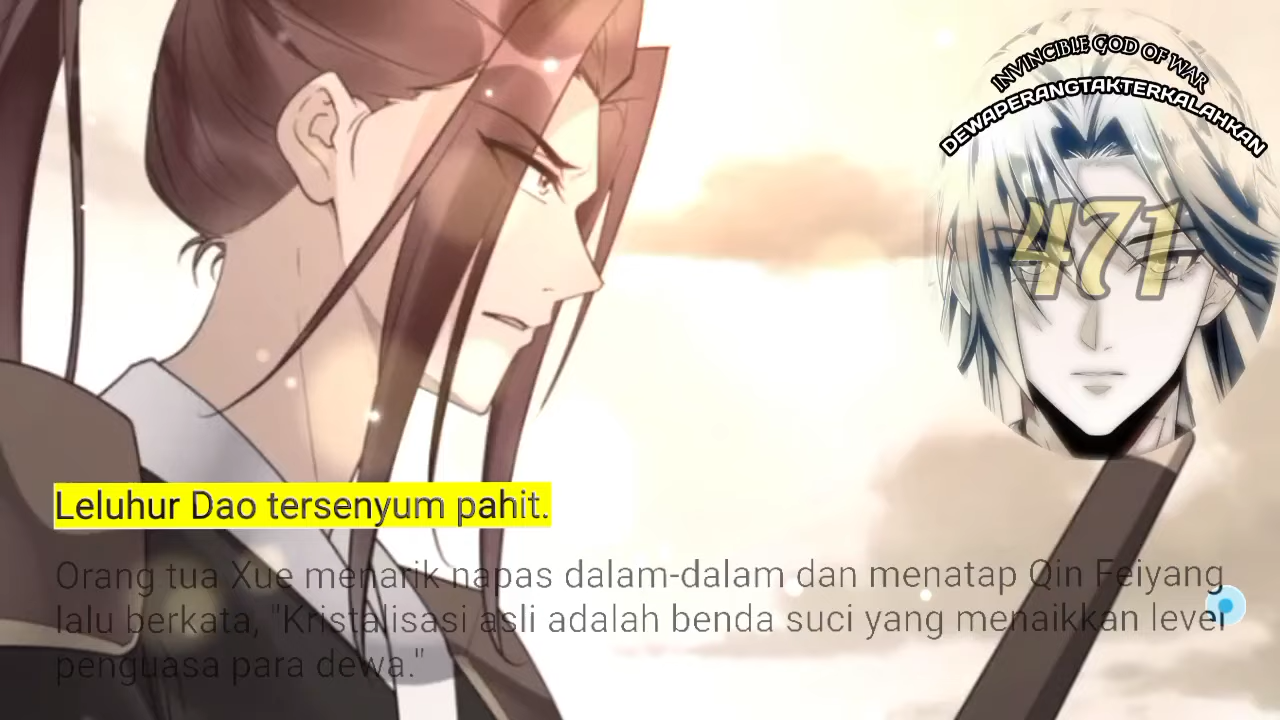 INVINCIBLE GOD OF WAR
DEWAPERANGTAKTERKALAHKAN
471
Leluhur Dao tersenyum pahit.
Orang tua Xue menarik napas dalam-dalam dan menatap Qin Feiyang
lalu berkata, "Kristalisasi asli adalah benda suci yang menaikkan level
penguasa para dewa."